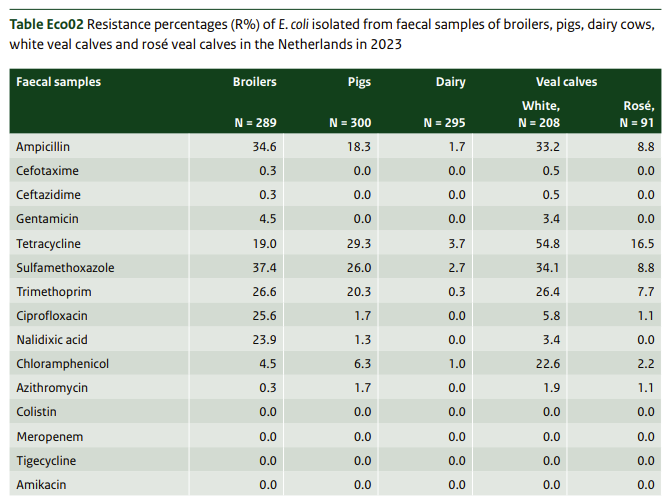 Table Eco02 Resistance percentages (R%) of E. coli isolated from faecal samples of broilers, pigs, dairy cows,
white veal calves and rosé veal calves in the Netherlands in 2023
Faecal samples Broilers Pigs Dairy Veal calves
White, Rosé,
N = 289 N = 300 N = 295 N = 208 N = 91
Ampicillin 34.6 18.3 1.7 33.2 8.8
Cefotaxime 0.3 0.0 0.0 0.5 0.0
Ceftazidime 0.3 0.0 0.0 0.5 0.0
Gentamicin 4.5 0.0 0.0 3.4 0.0
Tetracycline 19.0 29.3 3.7 54.8 16.5
Sulfamethoxazole 37.4 26.0 2.7 34.1 8.8
Trimethoprim 26.6 20.3 0.3 26.4 7.7
Ciprofloxacin 25.6 1.7 0.0 5.8 1.1
Nalidixic acid 23.9 1.3 0.0 3.4 0.0
Chloramphenicol 4.5 6.3 1.0 22.6 2.2
Azithromycin 0.3 1.7 0.0 1.9 1.1
Colistin 0.0 0.0 0.0 0.0 0.0
Meropenem 0.0 0.0 0.0 0.0 0.0
Tigecycline 0.0 0.0 0.0 0.0 0.0
Amikacin 0.0 0.0 0.0 0.0 0.0